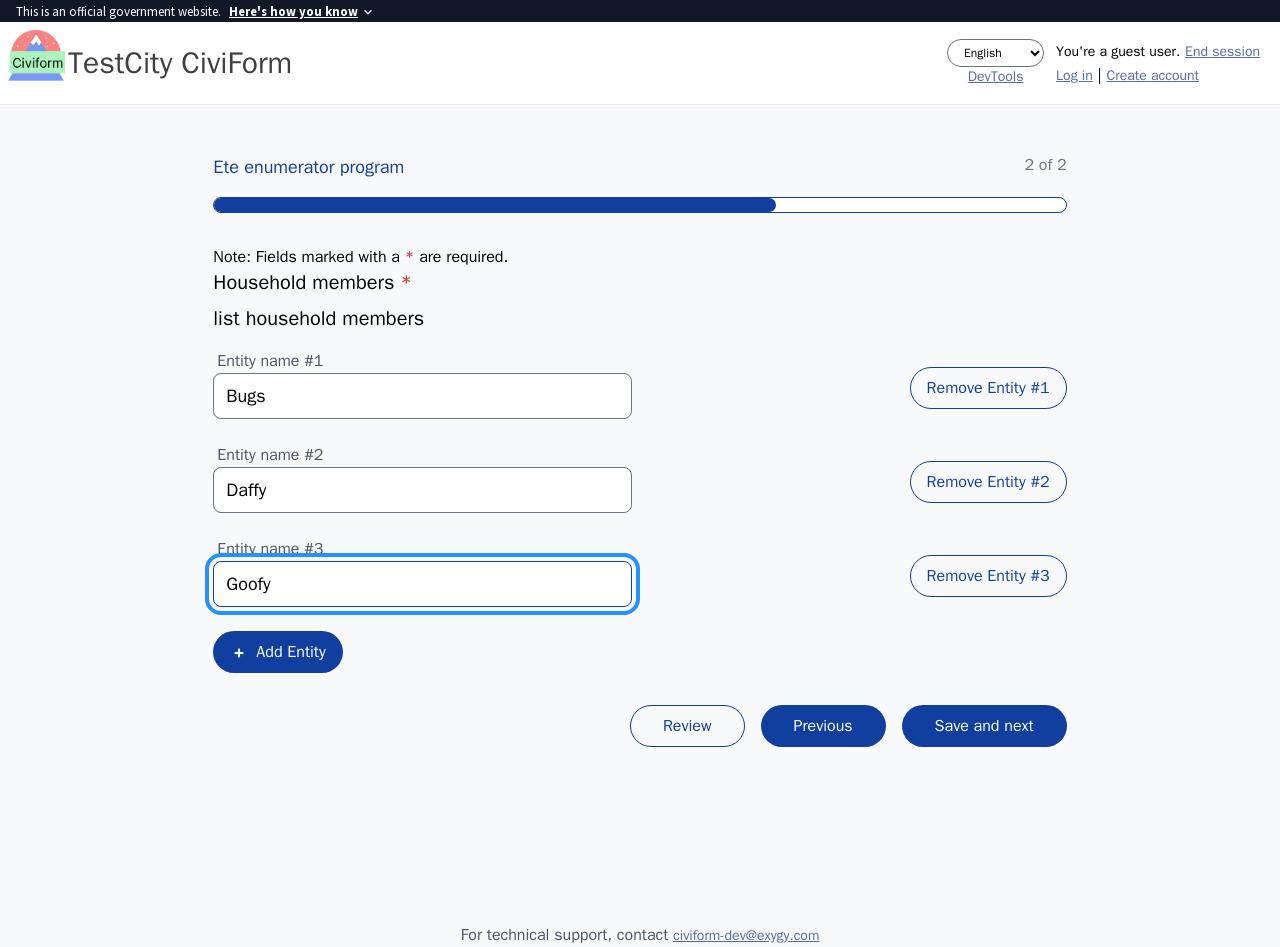 This is an official government website. Here's how you know
Civiform
TestCity CiviForm
English
DevTools
You're a guest user. End session
Log in | Create account
Ete enumerator program
2 of 2
Note: Fields marked with a * are required.
Household members *
list household members
Entity name #1
Bugs
Remove Entity #1
Entity name #2
Daffy
Remove Entity #2
Entity name #3
Goofy
Remove Entity #3
+ Add Entity
Review
Previous
Save and next
For technical support, contact civiform-dev@exygy.com